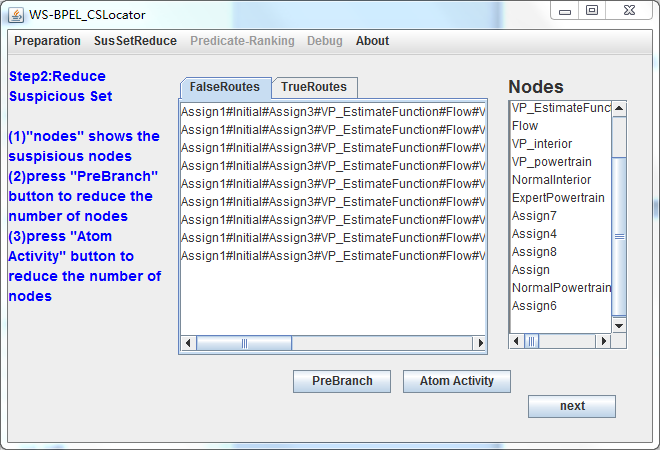 WS-BPEL_CSLocator
Preparation SusSetReduce Predicate-Ranking Debug About
Step2:Reduce
Suspicious Set
(1)"nodes" shows the
suspisious nodes
(2)press "PreBranch"
button to reduce the
number of nodes
(3)press "Atom
Activity" button to
reduce the number of
nodes
FalseRoutes TrueRoutes
Assign1#Initial#Assign3#VP_EstimateFunction#Flow#V
Assign1#Initial#Assign3#VP_EstimateFunction#Flow#V
Assign1#Initial#Assign3#VP_EstimateFunction#Flow#V
Assign1#Initial#Assign3#VP_EstimateFunction#Flow#V
Assign1#Initial#Assign3#VP_EstimateFunction#Flow#V
Assign1#Initial#Assign3#VP_EstimateFunction#Flow#V
Assign1#Initial#Assign3#VP_EstimateFunction#Flow#V
Assign1#Initial#Assign3#VP_EstimateFunction#Flow#V
Assign1#Initial#Assign3#VP_EstimateFunction#Flow#V
Nodes
VP_EstimateFunct
Flow
VP_interior
VP_powertrain
NormalInterior
ExpertPowertrain
Assign7
Assign4
Assign8
Assign
NormalPowertrain
Assign6
PreBranch Atom Activity
next